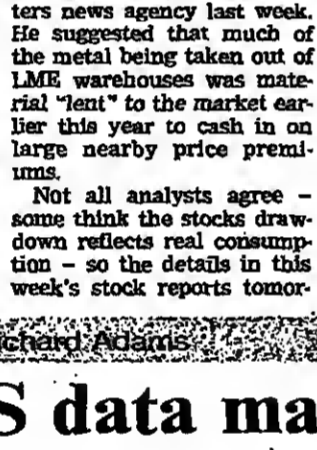 ters news agency last week.
He suggested that much of
the metal being taken out of
LME warehouses was mate-
rial "lent" to the market ear-
lier this year to cash in on
large nearby price premi-
ums.
Not all analysts agree –
some think the stocks draw-
down reflects real consump-
tion – so the details in this
week's stock reports tomor-
chard Adams
S data ma